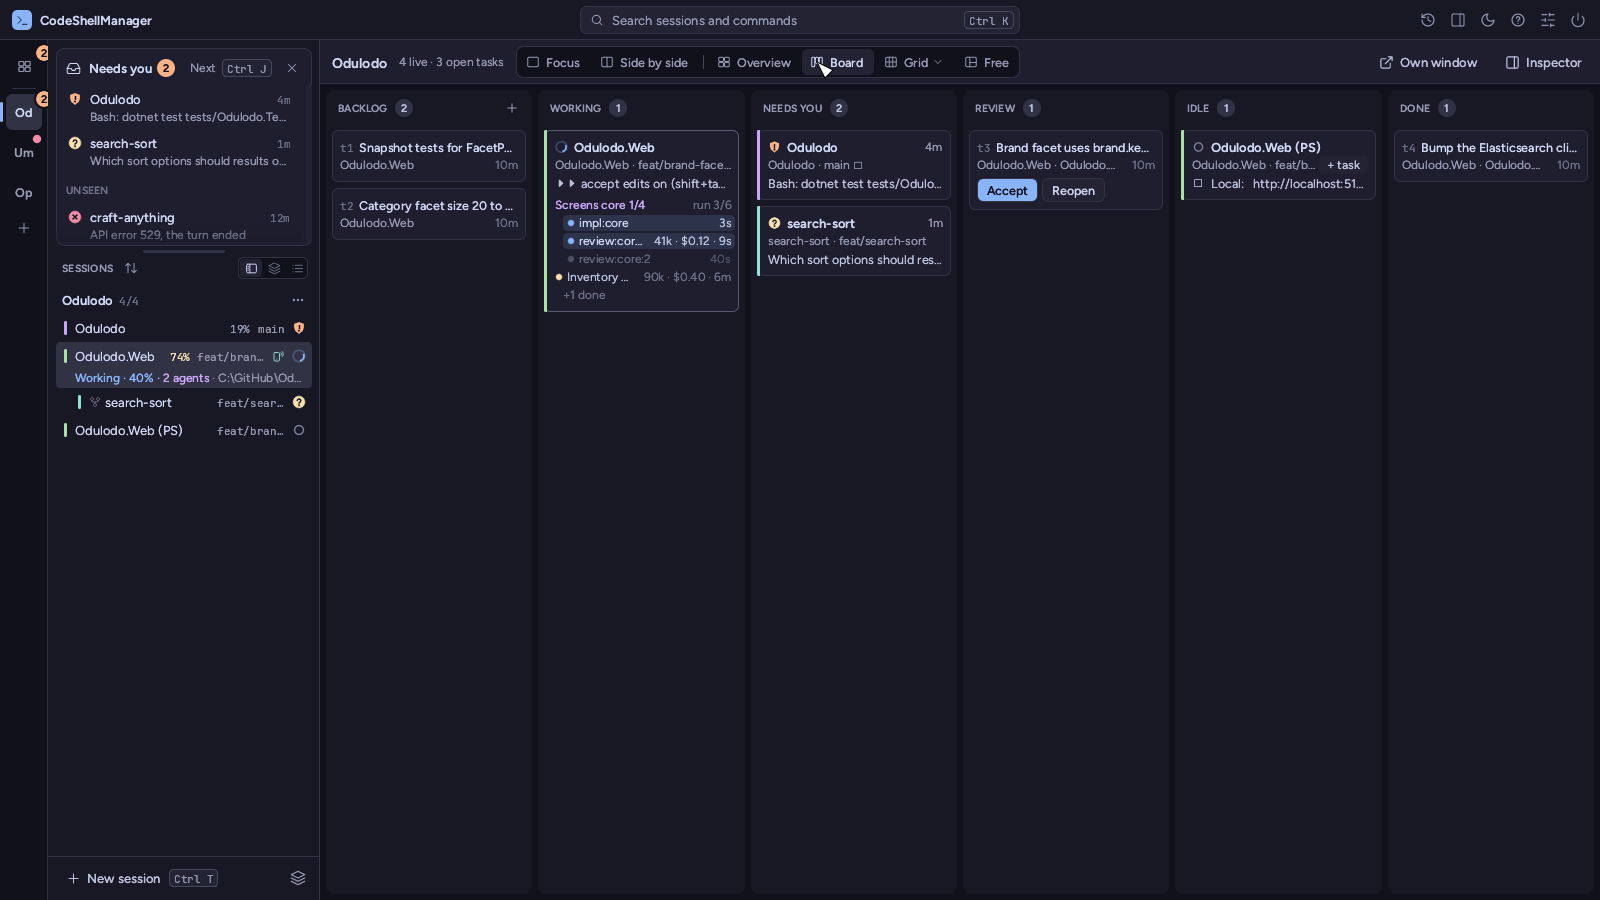 CodeShellManager
Search sessions and commands
Ctrl K
2
Needs you 2 Next Ctrl J
Odulodo 4m
Bash: dotnet test tests/Odulodo.Te…
search-sort 1m
Which sort options should results o…
UNSEEN
craft-anything 12m
API error 529, the turn ended
2
Od
Um
Op
SESSIONS
Odulodo 4/4
Odulodo 19% main
Odulodo.Web 74% feat/bran…
Working · 40% · 2 agents · C:\GitHub\Od…
search-sort feat/sear…
Odulodo.Web (PS) feat/bran…
New session Ctrl T
Odulodo 4 live · 3 open tasks
Focus
Side by side
Overview
Board
Grid
Free
Own window
Inspector
BACKLOG 2
t1 Snapshot tests for FacetP…
Odulodo.Web 10m
t2 Category facet size 20 to …
Odulodo.Web 10m
WORKING 1
Odulodo.Web
Odulodo.Web · feat/brand-face…
accept edits on (shift+ta…
Screens core 1/4 run 3/6
impl:core 3s
review:cor… 41k · $0.12 · 9s
review:core:2 40s
Inventory … 90k · $0.40 · 6m
+1 done
NEEDS YOU 2
Odulodo 4m
Odulodo · main
Bash: dotnet test tests/Odulo…
search-sort 1m
search-sort · feat/search-sort
Which sort options should res…
REVIEW 1
t3 Brand facet uses brand.ke…
Odulodo.Web · Odulodo.… 10m
Accept Reopen
IDLE 1
Odulodo.Web (PS)
Odulodo.Web · feat/b… + task
Local: http://localhost:51…
DONE 1
t4 Bump the Elasticsearch cli…
Odulodo.Web · Odulodo.… 10m